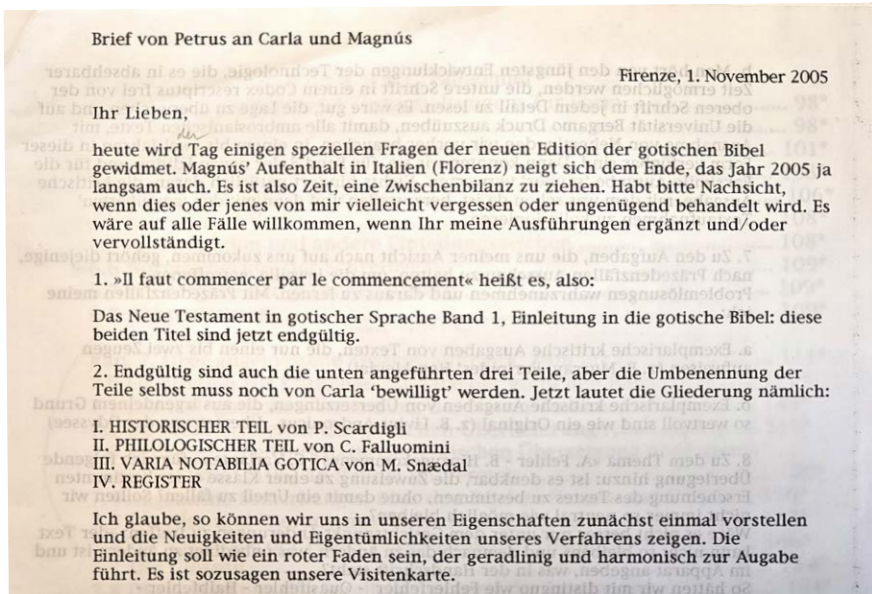 Brief von Petrus an Carla und Magnús
Firenze, 1. November 2005
Ihr Lieben,
der
heute wird Tag einigen speziellen Fragen der neuen Edition der gotischen Bibel
gewidmet. Magnús' Aufenthalt in Italien (Florenz) neigt sich dem Ende, das Jahr 2005 ja
langsam auch. Es ist also Zeit, eine Zwischenbilanz zu ziehen. Habt bitte Nachsicht,
wenn dies oder jenes von mir vielleicht vergessen oder ungenügend behandelt wird. Es
wäre auf alle Fälle willkommen, wenn Ihr meine Ausführungen ergänzt und/oder
vervollständigt.
1. »Il faut commencer par le commencement« heißt es, also:
Das Neue Testament in gotischer Sprache Band 1, Einleitung in die gotische Bibel: diese
beiden Titel sind jetzt endgültig.
2. Endgültig sind auch die unten angeführten drei Teile, aber die Umbenennung der
Teile selbst muss noch von Carla 'bewilligt' werden. Jetzt lautet die Gliederung nämlich:
I. HISTORISCHER TEIL von P. Scardigli
II. PHILOLOGISCHER TEIL von C. Falluomini
III. VARIA NOTABILIA GOTICA von M. Snædal
IV. REGISTER
Ich glaube, so können wir uns in unseren Eigenschaften zunächst einmal vorstellen
und die Neuigkeiten und Eigentümlichkeiten unseres Verfahrens zeigen. Die
Einleitung soll wie ein roter Faden sein, der geradlinig und harmonisch zur Augabe
führt. Es ist sozusagen unsere Visitenkarte.